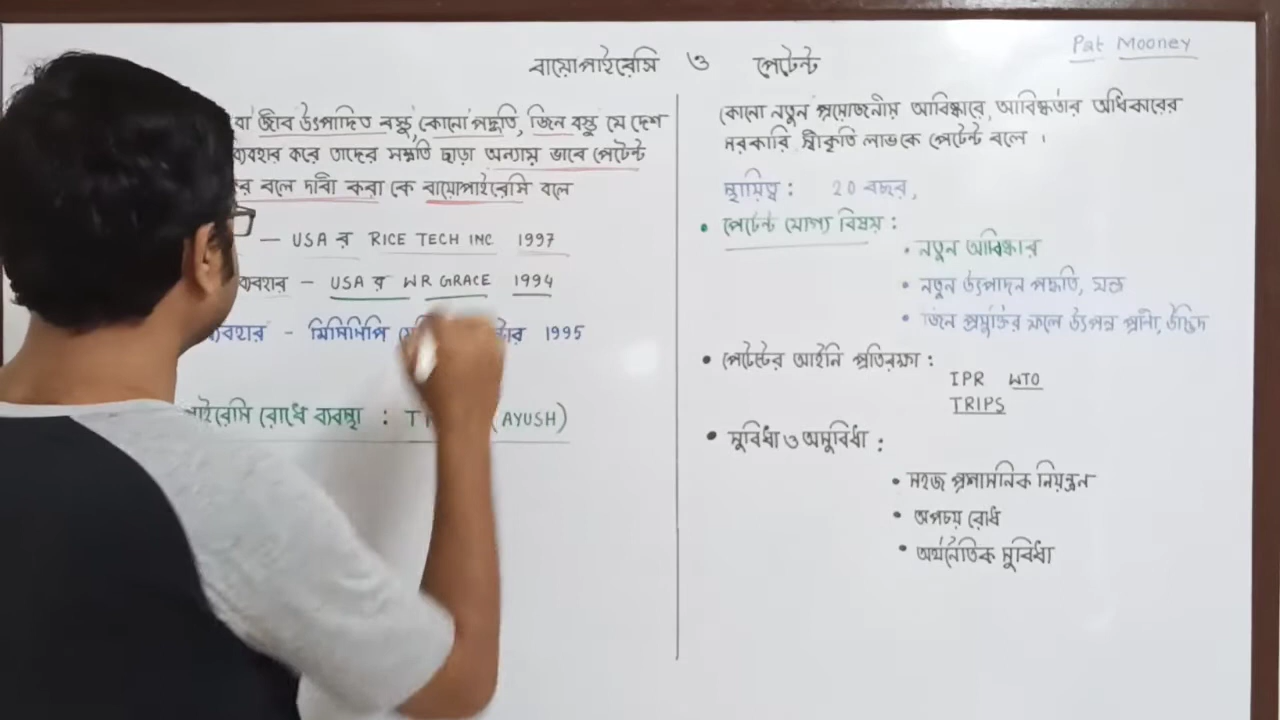 বায়োপাইরেসি ও পেটেন্ট
Pat Mooney
বা জীব উৎপাদিত বস্তু, কোনো পদ্ধতি, জিন বস্তু যে দেশ
ব্যবহার করে তাদের সম্মতি ছাড়া অন্যায় ভাবে পেটেন্ট
বলে দাবী করা কে বায়োপাইরেসি বলে
— USA র RICE TECH INC 1997
ব্যবহার – USA র WR GRACE 1994
ব্যবহার - মিসিসিপি 1995
রোধে ব্যবস্থা : (AYUSH)
কোনো নতুন প্রয়োজনীয় আবিষ্কারে, আবিষ্কর্তার অধিকারের
সরকারি স্বীকৃতি লাভকে পেটেন্ট বলে ।
স্থায়িত্ব : 20 বছর,
• পেটেন্ট যোগ্য বিষয় :
• নতুন আবিষ্কার
• নতুন উৎপাদন পদ্ধতি, যন্ত্র
• জিন প্রযুক্তির ফলে উৎপন্ন প্রাণী, উদ্ভিদ
• পেটেন্টের আইনি প্রতিরক্ষা :
IPR WTO
TRIPS
• সুবিধা ও অসুবিধা :
• সহজ প্রশাসনিক নিয়ন্ত্রন
• অপচয় রোধ
• অর্থনৈতিক সুবিধা